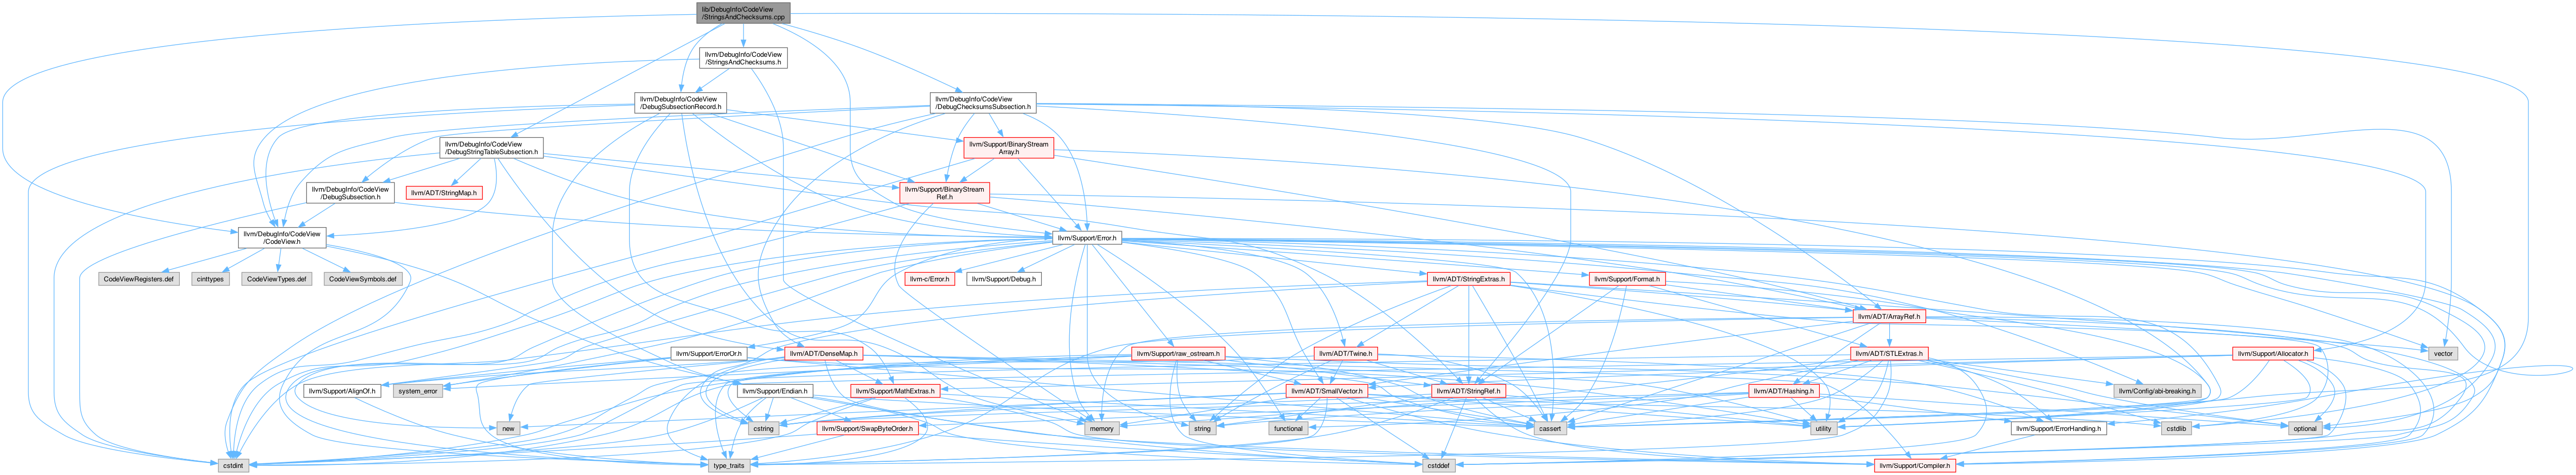 lib/DebugInfo/CodeView
/StringsAndChecksums.cpp
llvm/DebugInfo/CodeView
/StringsAndChecksums.h
llvm/DebugInfo/CodeView
/DebugSubsectionRecord.h
llvm/DebugInfo/CodeView
/DebugChecksumsSubsection.h
llvm/DebugInfo/CodeView
/DebugStringTableSubsection.h
llvm/Support/BinaryStream
Array.h
llvm/DebugInfo/CodeView
/DebugSubsection.h
llvm/ADT/StringMap.h
llvm/Support/BinaryStream
Ref.h
llvm/DebugInfo/CodeView
/CodeView.h
llvm/Support/Error.h
CodeViewRegisters.def
cinttypes
CodeViewTypes.def
CodeViewSymbols.def
llvm-c/Error.h
llvm/Support/Debug.h
llvm/ADT/StringExtras.h
llvm/Support/Format.h
llvm/ADT/ArrayRef.h
llvm/Support/ErrorOr.h
llvm/ADT/DenseMap.h
llvm/Support/raw_ostream.h
llvm/ADT/Twine.h
llvm/ADT/STLExtras.h
llvm/Support/Allocator.h
vector
llvm/Support/AlignOf.h
system_error
llvm/Support/Endian.h
llvm/Support/MathExtras.h
llvm/ADT/SmallVector.h
llvm/ADT/StringRef.h
llvm/ADT/Hashing.h
llvm/Config/abi-breaking.h
new
cstring
llvm/Support/SwapByteOrder.h
memory
string
functional
cassert
utility
llvm/Support/ErrorHandling.h
cstdlib
optional
cstdint
type_traits
cstddef
llvm/Support/Compiler.h